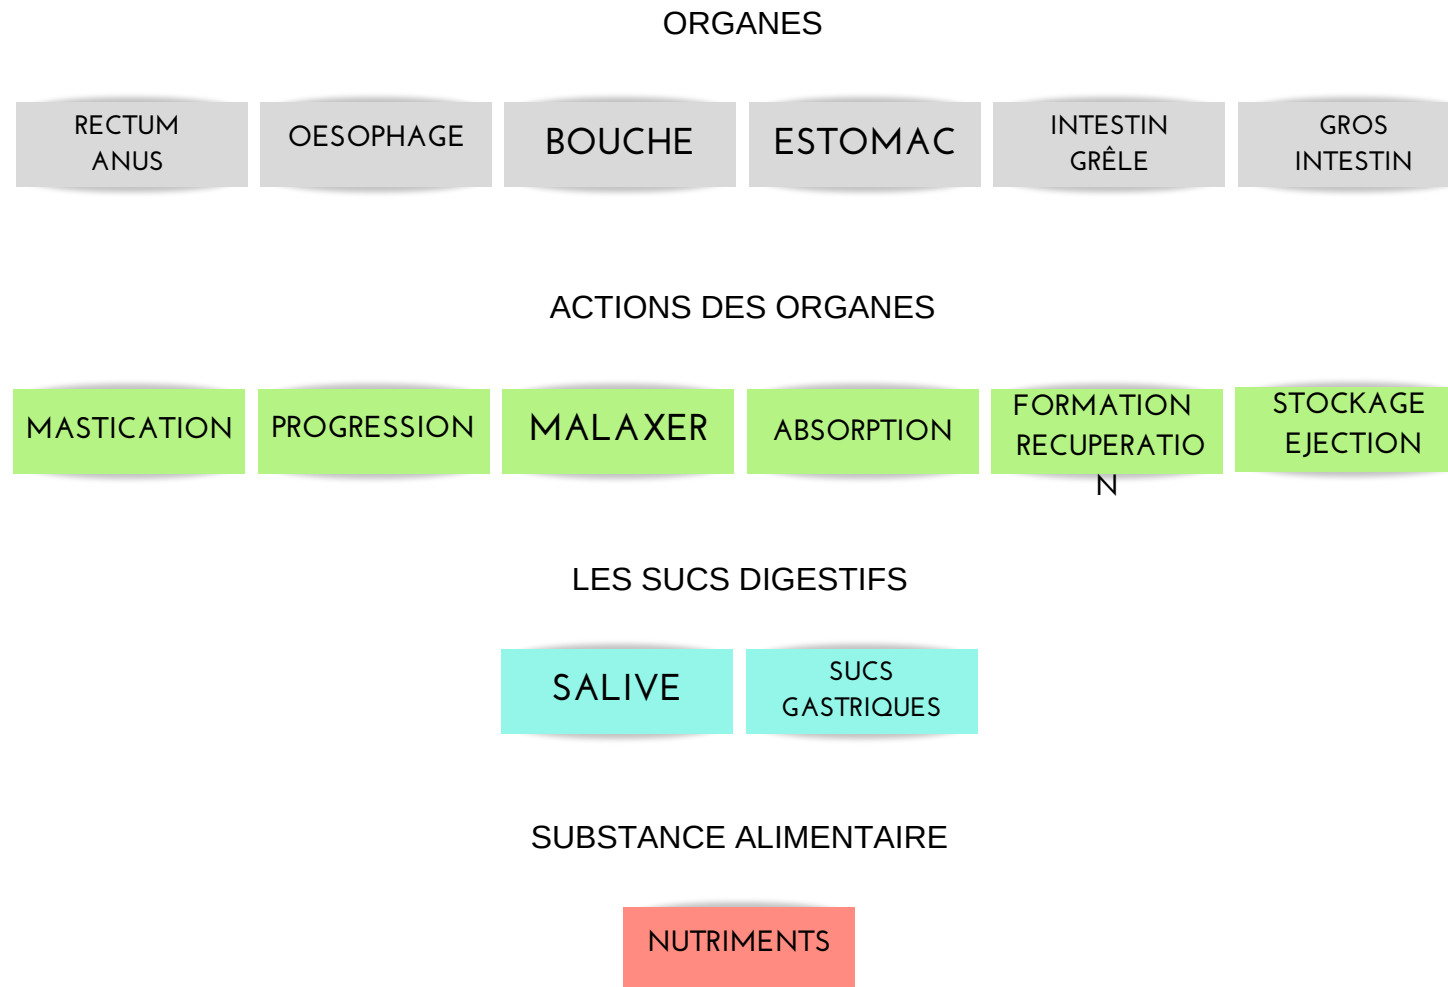 ORGANES
RECTUM
ANUS
OESOPHAGE
BOUCHE
ESTOMAC
INTESTIN
GRÊLE
GROS
INTESTIN
ACTIONS DES ORGANES
MASTICATION
PROGRESSION
MALAXER
ABSORPTION
FORMATION
RECUPERATIO
N
STOCKAGE
EJECTION
LES SUCS DIGESTIFS
SALIVE
SUCS
GASTRIQUES
SUBSTANCE ALIMENTAIRE
NUTRIMENTS